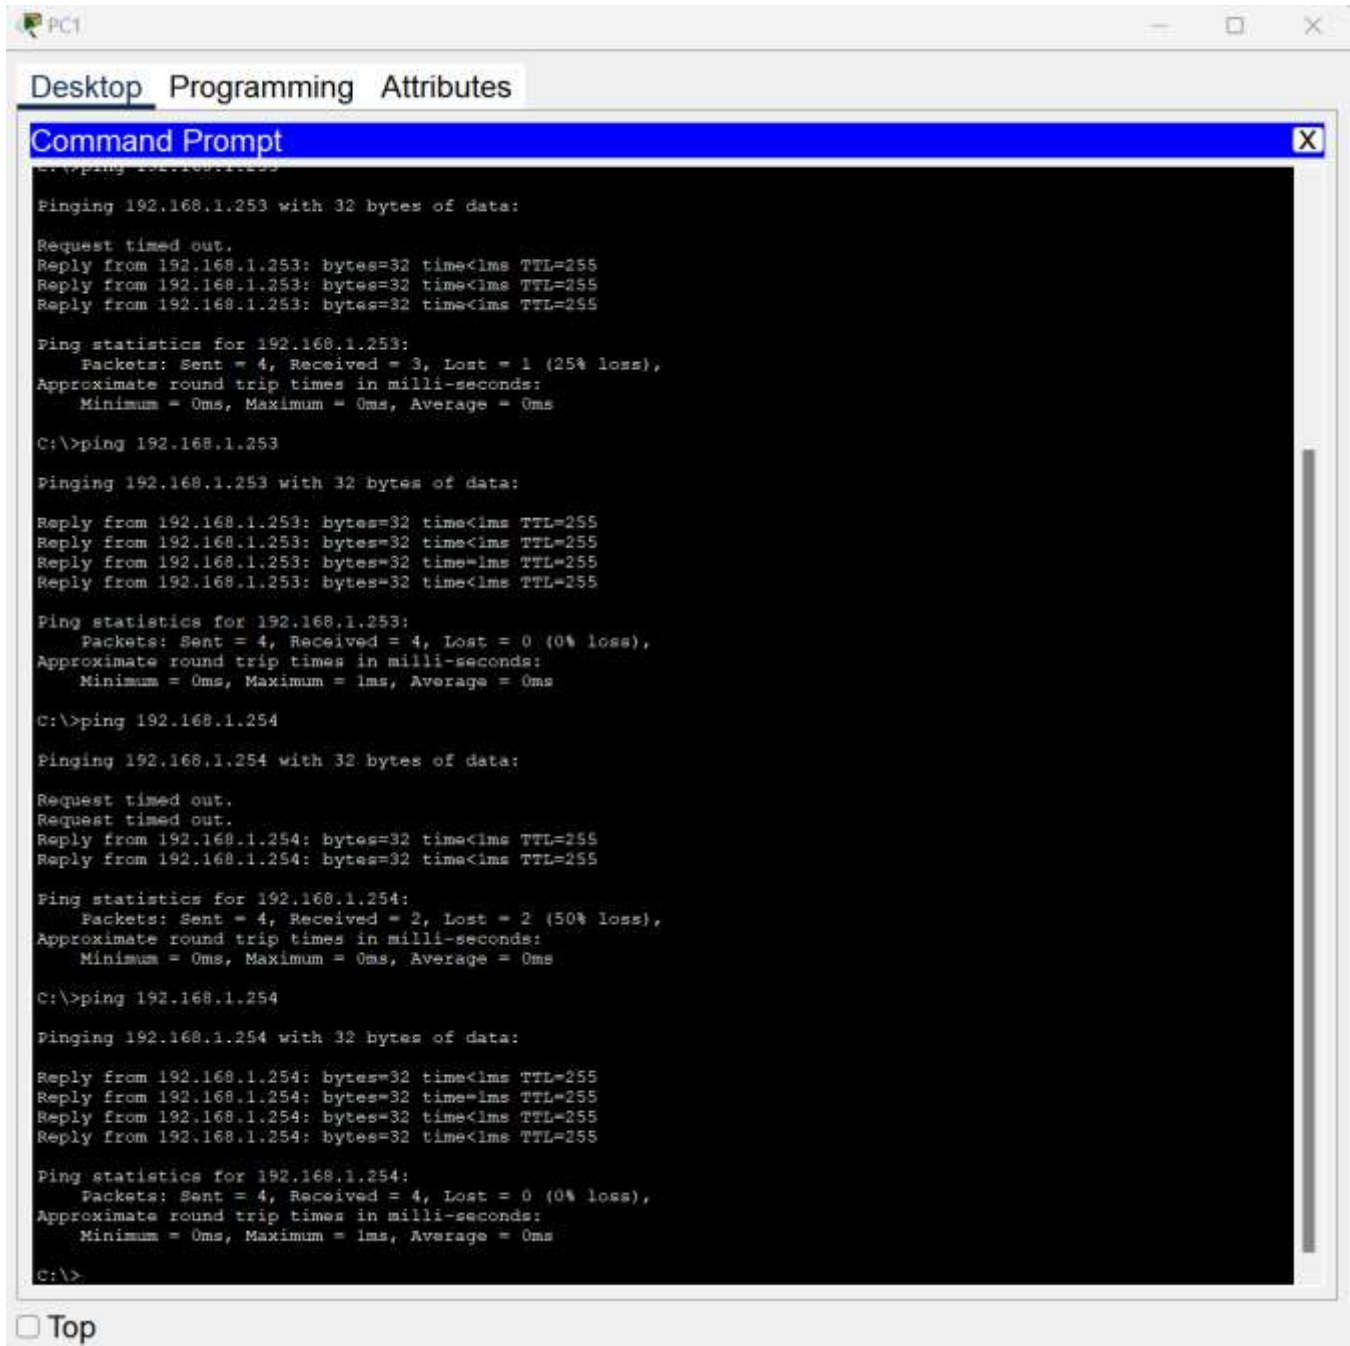 PC1
Desktop Programming Attributes
Command Prompt X
C:\>ping 192.168.1.253
Pinging 192.168.1.253 with 32 bytes of data:
Request timed out.
Reply from 192.168.1.253: bytes=32 time<1ms TTL=255
Reply from 192.168.1.253: bytes=32 time<1ms TTL=255
Reply from 192.168.1.253: bytes=32 time<1ms TTL=255
Ping statistics for 192.168.1.253:
Packets: Sent = 4, Received = 3, Lost = 1 (25% loss),
Approximate round trip times in milli-seconds:
Minimum = 0ms, Maximum = 0ms, Average = 0ms
C:\>ping 192.168.1.253
Pinging 192.168.1.253 with 32 bytes of data:
Reply from 192.168.1.253: bytes=32 time<1ms TTL=255
Reply from 192.168.1.253: bytes=32 time<1ms TTL=255
Reply from 192.168.1.253: bytes=32 time=1ms TTL=255
Reply from 192.168.1.253: bytes=32 time<1ms TTL=255
Ping statistics for 192.168.1.253:
Packets: Sent = 4, Received = 4, Lost = 0 (0% loss),
Approximate round trip times in milli-seconds:
Minimum = 0ms, Maximum = 1ms, Average = 0ms
C:\>ping 192.168.1.254
Pinging 192.168.1.254 with 32 bytes of data:
Request timed out.
Request timed out.
Reply from 192.168.1.254: bytes=32 time<1ms TTL=255
Reply from 192.168.1.254: bytes=32 time<1ms TTL=255
Ping statistics for 192.168.1.254:
Packets: Sent = 4, Received = 2, Lost = 2 (50% loss),
Approximate round trip times in milli-seconds:
Minimum = 0ms, Maximum = 0ms, Average = 0ms
C:\>ping 192.168.1.254
Pinging 192.168.1.254 with 32 bytes of data:
Reply from 192.168.1.254: bytes=32 time<1ms TTL=255
Reply from 192.168.1.254: bytes=32 time=1ms TTL=255
Reply from 192.168.1.254: bytes=32 time<1ms TTL=255
Reply from 192.168.1.254: bytes=32 time<1ms TTL=255
Ping statistics for 192.168.1.254:
Packets: Sent = 4, Received = 4, Lost = 0 (0% loss),
Approximate round trip times in milli-seconds:
Minimum = 0ms, Maximum = 1ms, Average = 0ms
C:\>
Top